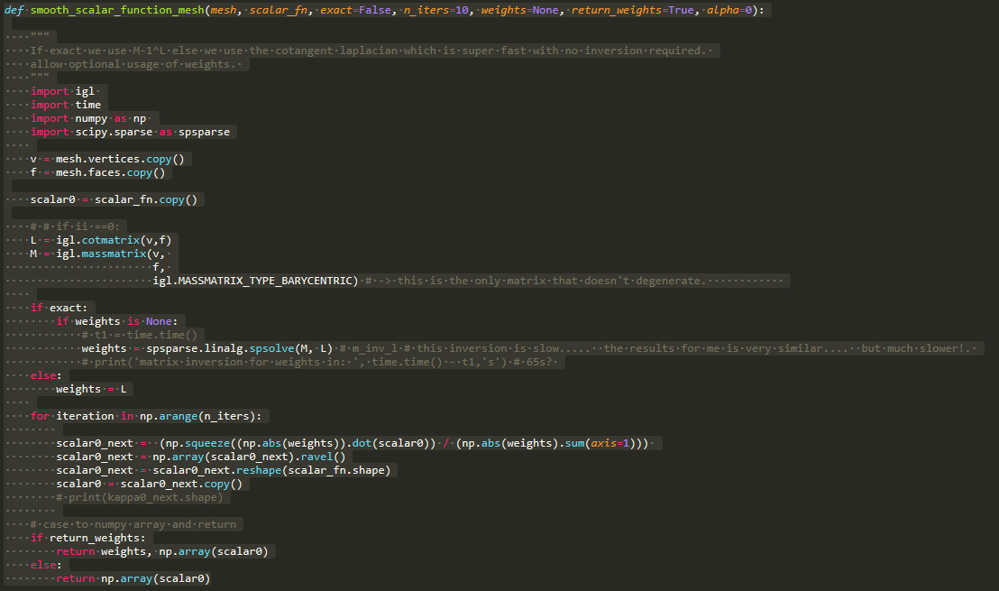 def smooth_scalar_function_mesh(mesh, scalar_fn, exact=False, n_iters=10, weights=None, return_weights=True, alpha=0):
"""
If exact we use M-1^L else we use the cotangent laplacian which is super fast with no inversion required.
allow optional usage of weights.
"""
import igl
import time
import numpy as np
import scipy.sparse as spsparse
v = mesh.vertices.copy()
f = mesh.faces.copy()
scalar0 = scalar_fn.copy()
# # if ii ==0:
L = igl.cotmatrix(v,f)
M = igl.massmatrix(v,
f,
igl.MASSMATRIX_TYPE_BARYCENTRIC) # -> this is the only matrix that doesn't degenerate.
if exact:
if weights is None:
# t1 = time.time()
weights = spsparse.linalg.spsolve(M, L) # m_inv_l # this inversion is slow..... the results for me is very similar.... but much slower!.
# print('matrix inversion for weights in: ', time.time() - t1,'s') # 65s?
else:
weights = L
for iteration in np.arange(n_iters):
scalar0_next = (np.squeeze((np.abs(weights)).dot(scalar0)) / (np.abs(weights).sum(axis=1)))
scalar0_next = np.array(scalar0_next).ravel()
scalar0_next = scalar0_next.reshape(scalar_fn.shape)
scalar0 = scalar0_next.copy()
# print(kappa0_next.shape)
# case to numpy array and return
if return_weights:
return weights, np.array(scalar0)
else:
return np.array(scalar0)